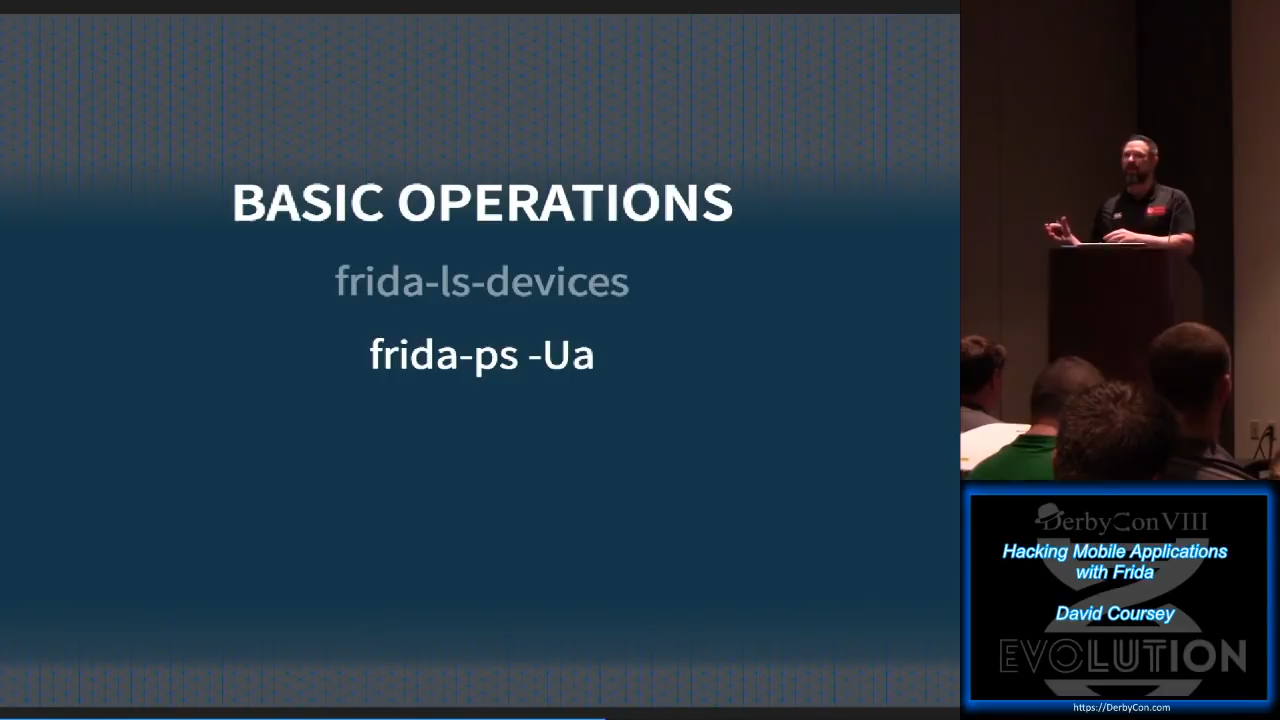 BASIC OPERATIONS
frida-ls-devices
frida-ps -Ua
DerbyCon VIII
Hacking Mobile Applications
with Frida
David Coursey
EVOLUTION
https://DerbyCon.com